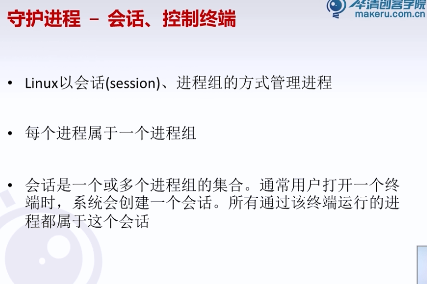 华清创客学院
makeru.com.cn
守护进程 – 会话、控制终端
• Linux以会话(session)、进程组的方式管理进程
• 每个进程属于一个进程组
• 会话是一个或多个进程组的集合。通常用户打开一个终
端时，系统会创建一个会话。所有通过该终端运行的进
程都属于这个会话